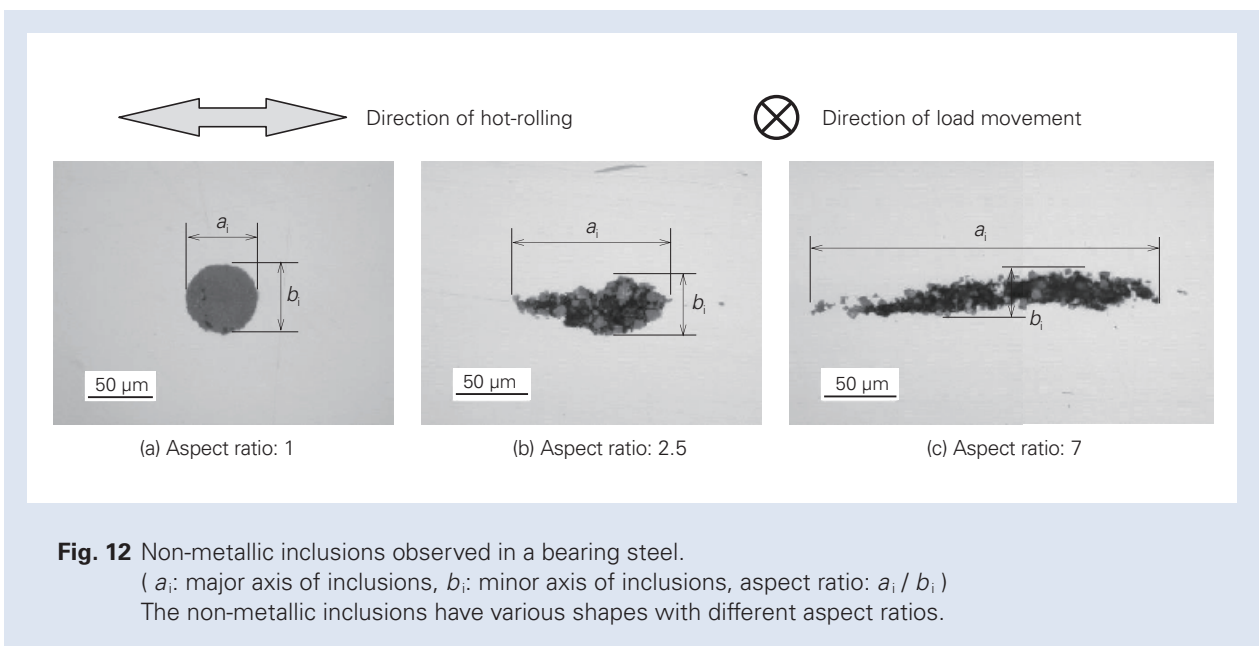 Direction of hot-rolling
Direction of load movement
aᵢ
bᵢ
50 µm
(a) Aspect ratio: 1
aᵢ
bᵢ
50 µm
(b) Aspect ratio: 2.5
aᵢ
bᵢ
50 µm
(c) Aspect ratio: 7
Fig. 12 Non-metallic inclusions observed in a bearing steel.
( aᵢ: major axis of inclusions, bᵢ: minor axis of inclusions, aspect ratio: aᵢ / bᵢ )
The non-metallic inclusions have various shapes with different aspect ratios.